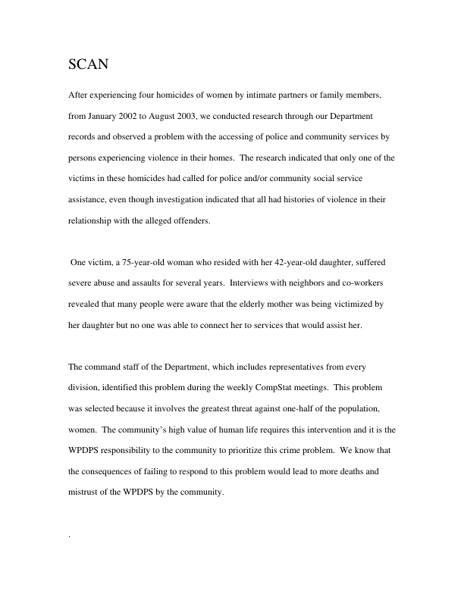 SCAN
After experiencing four homicides of women by intimate partners or family members,
from January 2002 to August 2003, we conducted research through our Department
records and observed a problem with the accessing of police and community services by
persons experiencing violence in their homes.  The research indicated that only one of the
victims in these homicides had called for police and/or community social service
assistance, even though investigation indicated that all had histories of violence in their
relationship with the alleged offenders.
One victim, a 75-year-old woman who resided with her 42-year-old daughter, suffered
severe abuse and assaults for several years.  Interviews with neighbors and co-workers
revealed that many people were aware that the elderly mother was being victimized by
her daughter but no one was able to connect her to services that would assist her.
The command staff of the Department, which includes representatives from every
division, identified this problem during the weekly CompStat meetings.  This problem
was selected because it involves the greatest threat against one-half of the population,
women.  The community's high value of human life requires this intervention and it is the
WPDPS responsibility to the community to prioritize this crime problem.  We know that
the consequences of failing to respond to this problem would lead to more deaths and
mistrust of the WPDPS by the community.
.